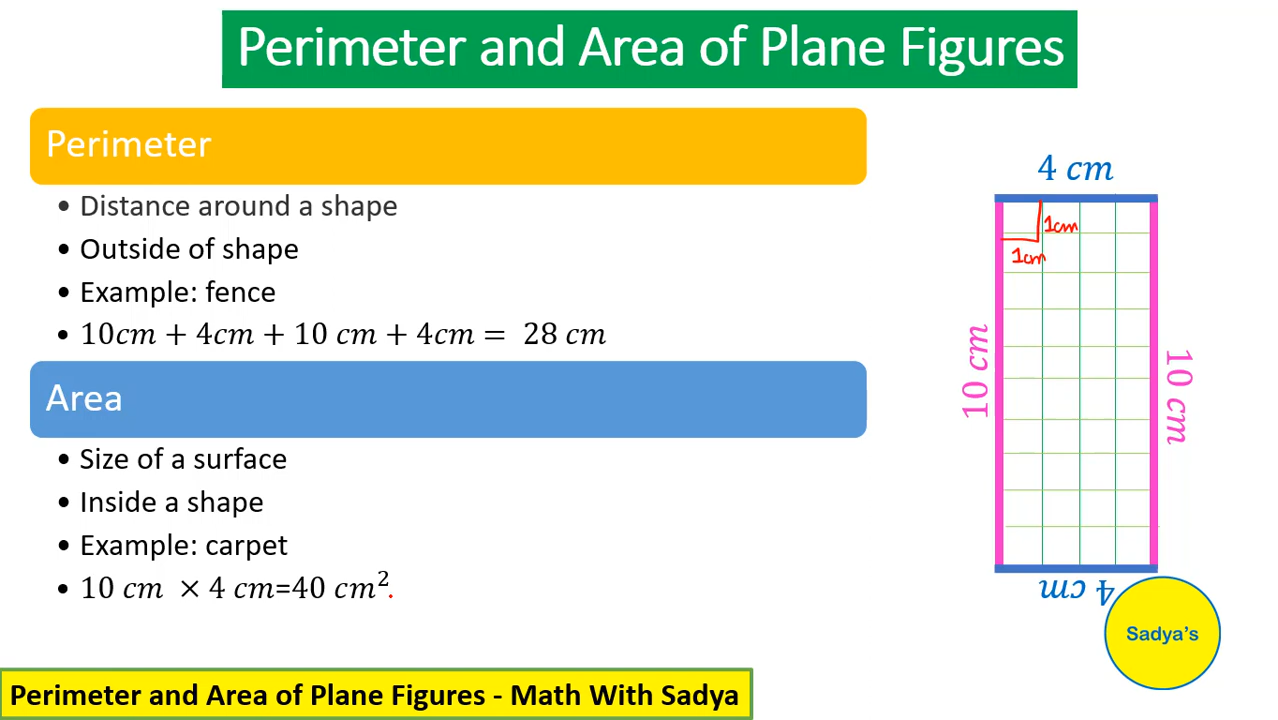 Perimeter and Area of Plane Figures
Perimeter
• Distance around a shape
• Outside of shape
• Example: fence
• 10cm + 4cm + 10 cm + 4cm = 28 cm
Area
• Size of a surface
• Inside a shape
• Example: carpet
• 10 cm × 4 cm=40 cm².
4 cm
1cm
1cm
10 cm
10 cm
4 cm
Sadya's
Perimeter and Area of Plane Figures - Math With Sadya